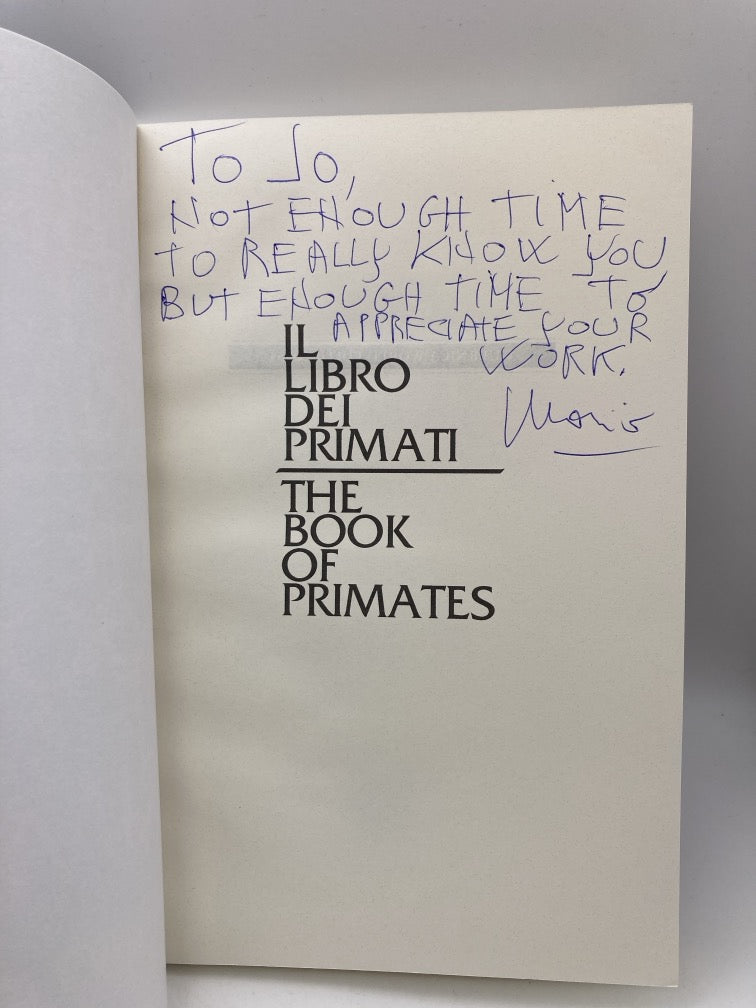 TO JO,
NOT ENOUGH TIME
TO REALLY KNOW YOU
BUT ENOUGH TIME TO
APPRECIATE YOUR
WORK.
Mario
IL
LIBRO
DEI
PRIMATI
THE
BOOK
OF
PRIMATES